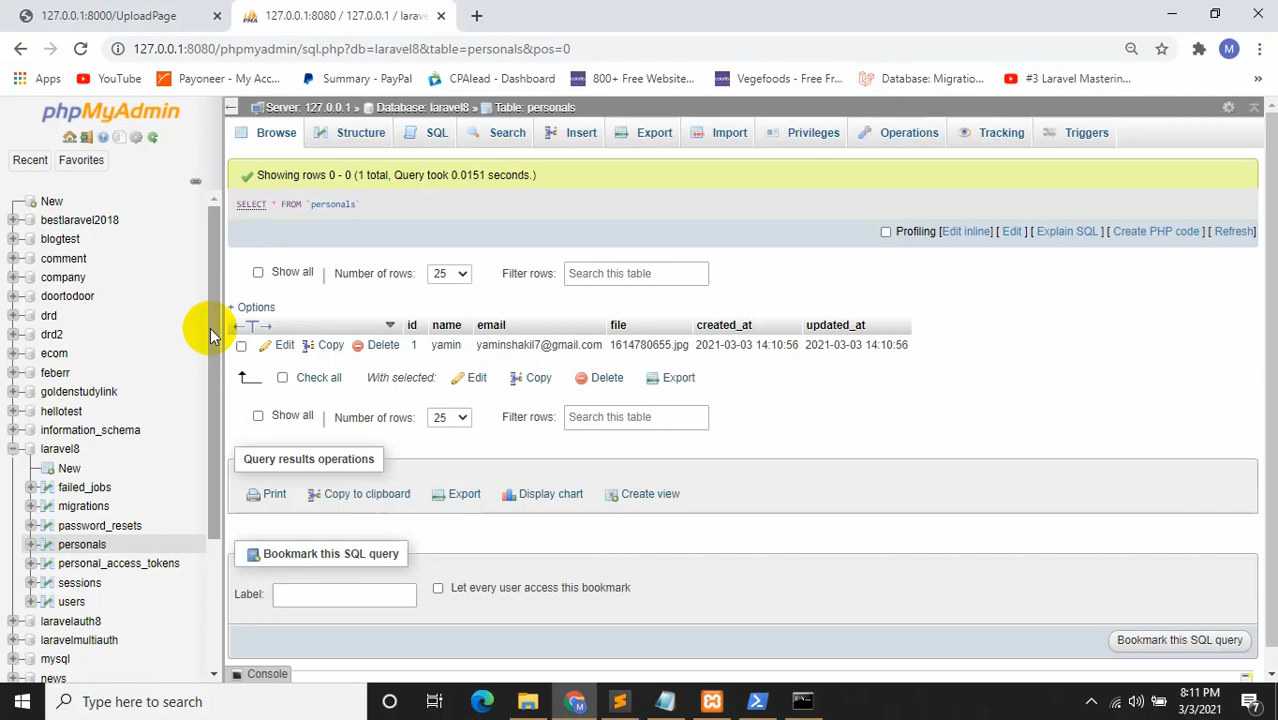 127.0.0.1:8000/UploadPage
127.0.0.1:8080 / 127.0.0.1 / larave
127.0.0.1:8080/phpmyadmin/sql.php?db=laravel8&table=personals&pos=0
M
Apps
YouTube
Payoneer - My Acc...
Summary - PayPal
CPAlead - Dashboard
800+ Free Website...
Vegefoods - Free Fr...
Database: Migratio...
#3 Laravel Masterin...
»
phpMyAdmin
Recent
Favorites
New
bestlaravel2018
blogtest
comment
company
doortodoor
drd
drd2
ecom
feberr
goldenstudylink
hellotest
information_schema
laravel8
New
failed_jobs
migrations
password_resets
personals
personal_access_tokens
sessions
users
laravelauth8
laravelmultiauth
mysql
news
Server: 127.0.0.1 » Database: laravel8 » Table: personals
Browse Structure SQL Search Insert Export Import Privileges Operations Tracking Triggers
Showing rows 0 - 0 (1 total, Query took 0.0151 seconds.)
SELECT * FROM `personals`
Profiling [Edit inline] [ Edit ] [ Explain SQL ] [ Create PHP code ] [ Refresh]
Show all Number of rows: 25 Filter rows: Search this table
+ Options
←T→ id name email file created_at updated_at
Edit Copy Delete 1 yamin yaminshakil7@gmail.com 1614780655.jpg 2021-03-03 14:10:56 2021-03-03 14:10:56
Check all With selected: Edit Copy Delete Export
Show all Number of rows: 25 Filter rows: Search this table
Query results operations
Print Copy to clipboard Export Display chart Create view
Bookmark this SQL query
Label: Let every user access this bookmark
Bookmark this SQL query
Console
Type here to search
8:11 PM
3/3/2021
7